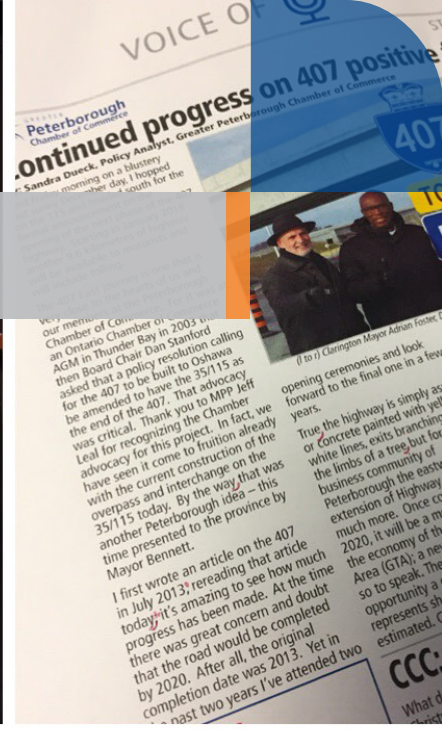 VOICE OF
GREATER
Peterborough
Chamber of Commerce
ontinued progress on 407 positive
Sandra Dueck, Policy Analyst, Greater Peterborough Chamber of Commerce
morning on a blustery
day, I hopped
south for the
407
our
Chamber of
an Ontario Chamber of
AGM in Thunder Bay in 2003
then Board Chair Dan Stanford
asked that a policy resolution calling
for the 407 to be built to Oshawa
be amended to have the 35/115 as
the end of the 407. That advocacy
was critical. Thank you to MPP Jeff
Leal for recognizing the Chamber
advocacy for this project. In fact, we
have seen it come to fruition already
with the current construction of the
overpass and interchange on the
35/115 today. By the way, that was
another Peterborough idea – this
time presented to the province by
Mayor Bennett.
I first wrote an article on the 407
in July 2013; rereading that article
today, it's amazing to see how much
progress has been made. At the time
there was great concern and doubt
that the road would be completed
by 2020. After all, the original
completion date was 2013. Yet in
past two years I've attended two
(l to r) Clarington Mayor Adrian Foster,
opening ceremonies and look
forward to the final one in a few
years.
True, the highway is simply as
or concrete painted with
white lines, exits branching
the limbs of a tree, but
business community of
Peterborough the east
extension of Highway
much more. Once
2020, it will be a
the economy of
Area (GTA); a
so to speak. The
opportunity
represents
estimated.
CCC:
What